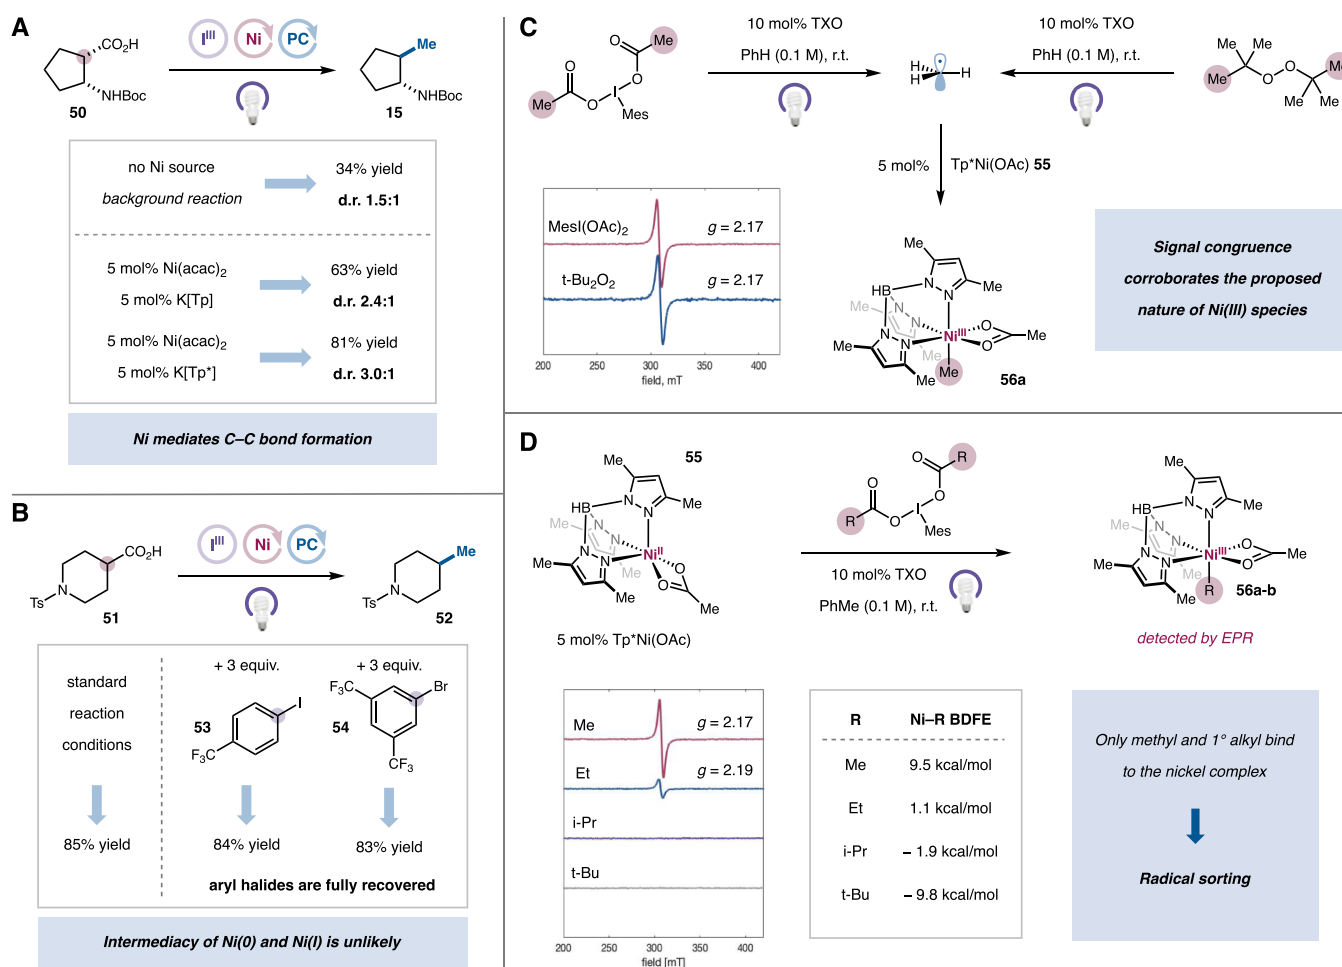 A
CO₂H
NHBoc
50
Iᴵᴵᴵ
Ni
PC
Me
NHBoc
15
no Ni source
background reaction
34% yield
d.r. 1.5:1
5 mol% Ni(acac)₂
5 mol% K[Tp]
63% yield
d.r. 2.4:1
5 mol% Ni(acac)₂
5 mol% K[Tp*]
81% yield
d.r. 3.0:1
Ni mediates C–C bond formation
B
CO₂H
N
Ts
51
Iᴵᴵᴵ
Ni
PC
Me
N
Ts
52
standard
reaction
conditions
85% yield
+ 3 equiv.
53
I
F₃C
84% yield
+ 3 equiv.
54
CF₃
Br
CF₃
83% yield
aryl halides are fully recovered
Intermediacy of Ni(0) and Ni(I) is unlikely
C
Me
O
O
I
O
O
Me
Mes
10 mol% TXO
PhH (0.1 M), r.t.
H
H
H
10 mol% TXO
PhH (0.1 M), r.t.
Me
Me
Me
O
O
Me
Me
Me
5 mol%
Tp*Ni(OAc) 55
MesI(OAc)₂
g = 2.17
t-Bu₂O₂
g = 2.17
200
250
300
350
400
field, mT
Me
Me
HB
N
N
Me
N
N
N
N
Niᴵᴵᴵ
O
O
Me
Me
Me
Me
Me
56a
Signal congruence
corroborates the proposed
nature of Ni(III) species
D
55
Me
Me
HB
N
N
Me
N
N
N
N
Niᴵᴵ
O
O
Me
Me
Me
Me
5 mol% Tp*Ni(OAc)
R
O
O
I
O
O
R
Mes
10 mol% TXO
PhMe (0.1 M), r.t.
Me
Me
HB
N
N
Me
N
N
N
N
Niᴵᴵᴵ
O
O
Me
Me
Me
Me
R
56a-b
detected by EPR
Me
g = 2.17
Et
g = 2.19
i-Pr
t-Bu
200
250
300
350
400
field [mT]
R
Ni–R BDFE
Me
9.5 kcal/mol
Et
1.1 kcal/mol
i-Pr
– 1.9 kcal/mol
t-Bu
– 9.8 kcal/mol
Only methyl and 1° alkyl bind
to the nickel complex
Radical sorting